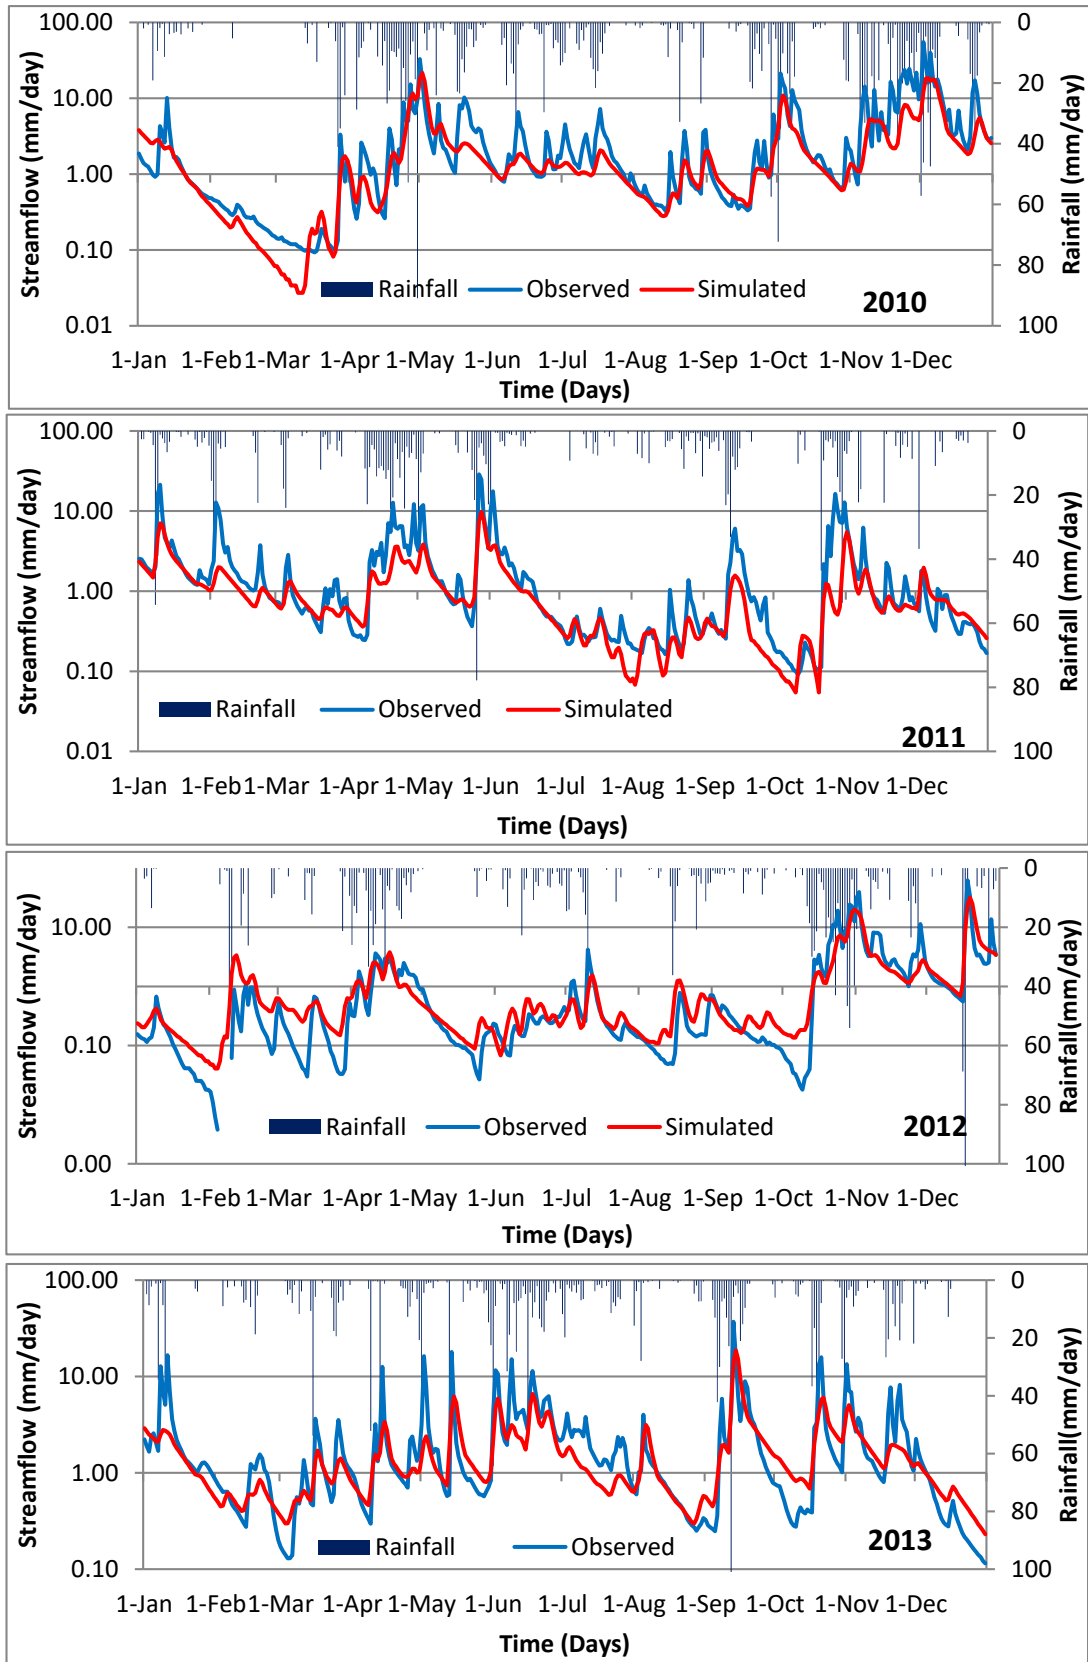 100.00
10.00
1.00
0.10
0.01
Streamflow (mm/day)
0
20
40
60
80
100
Rainfall (mm/day)
Rainfall Observed Simulated
2010
1-Jan 1-Feb 1-Mar 1-Apr 1-May 1-Jun 1-Jul 1-Aug 1-Sep 1-Oct 1-Nov 1-Dec
Time (Days)
100.00
10.00
1.00
0.10
0.01
Streamflow (mm/day)
0
20
40
60
80
100
Rainfall (mm/day)
Rainfall Observed Simulated
2011
1-Jan 1-Feb 1-Mar 1-Apr 1-May 1-Jun 1-Jul 1-Aug 1-Sep 1-Oct 1-Nov 1-Dec
Time (Days)
10.00
0.10
0.00
Streamflow (mm/day)
0
20
40
60
80
100
Rainfall(mm/day)
Rainfall Observed Simulated
2012
1-Jan 1-Feb 1-Mar 1-Apr 1-May 1-Jun 1-Jul 1-Aug 1-Sep 1-Oct 1-Nov 1-Dec
Time (Days)
100.00
10.00
1.00
0.10
Streamflow (mm/day)
0
20
40
60
80
100
Rainfall(mm/day)
Rainfall Observed
2013
1-Jan 1-Feb 1-Mar 1-Apr 1-May 1-Jun 1-Jul 1-Aug 1-Sep 1-Oct 1-Nov 1-Dec
Time (Days)